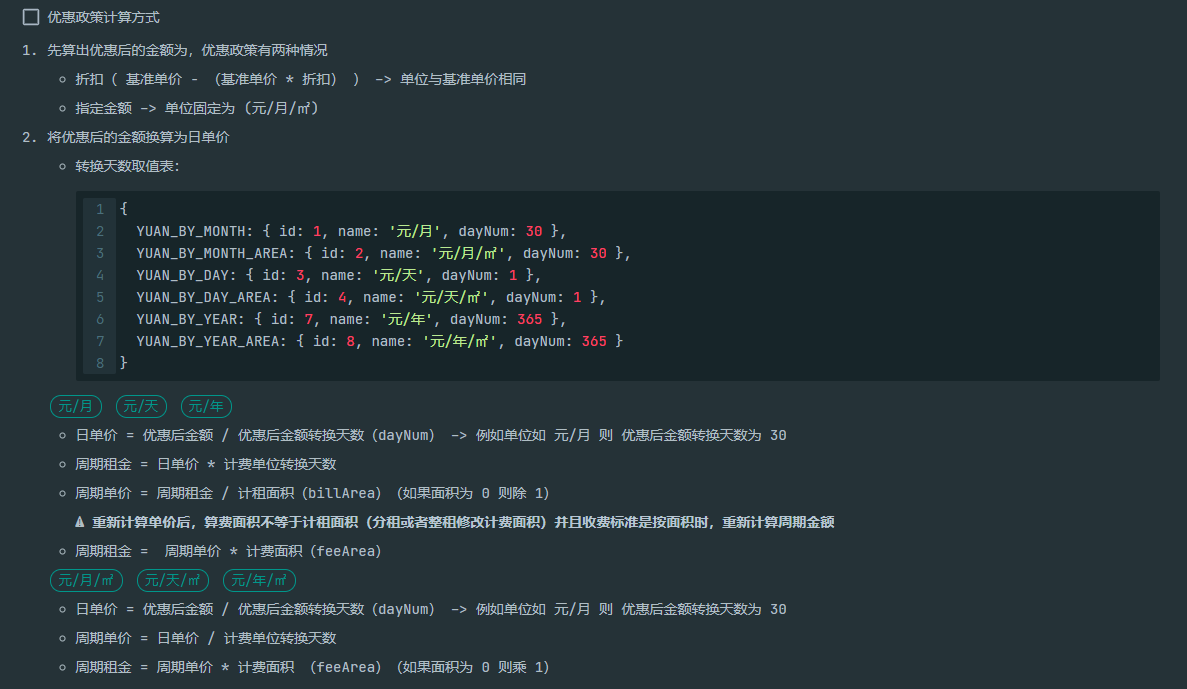 优惠政策计算方式
1. 先算出优惠后的金额为, 优惠政策有两种情况
折扣 ( 基准单价 - (基准单价 * 折扣) ) -> 单位与基准单价相同
指定金额 -> 单位固定为 (元/月/㎡)
2. 将优惠后的金额换算为日单价
转换天数取值表:
1 {
2 YUAN_BY_MONTH: { id: 1, name: '元/月', dayNum: 30 },
3 YUAN_BY_MONTH_AREA: { id: 2, name: '元/月/㎡', dayNum: 30 },
4 YUAN_BY_DAY: { id: 3, name: '元/天', dayNum: 1 },
5 YUAN_BY_DAY_AREA: { id: 4, name: '元/天/㎡', dayNum: 1 },
6 YUAN_BY_YEAR: { id: 7, name: '元/年', dayNum: 365 },
7 YUAN_BY_YEAR_AREA: { id: 8, name: '元/年/㎡', dayNum: 365 }
8 }
元/月 元/天 元/年
日单价 = 优惠后金额 / 优惠后金额转换天数 (dayNum) -> 例如单位如 元/月 则 优惠后金额转换天数为 30
周期租金 = 日单价 * 计费单位转换天数
周期单价 = 周期租金 / 计租面积 (billArea) (如果面积为 0 则除 1)
⚠ 重新计算单价后, 算费面积不等于计租面积 (分租或者整租修改计费面积) 并且收费标准是按面积时, 重新计算周期金额
周期租金 = 周期单价 * 计费面积 (feeArea)
元/月/㎡ 元/天/㎡ 元/年/㎡
日单价 = 优惠后金额 / 优惠后金额转换天数 (dayNum) -> 例如单位如 元/月 则 优惠后金额转换天数为 30
周期单价 = 日单价 / 计费单位转换天数
周期租金 = 周期单价 * 计费面积 (feeArea) (如果面积为 0 则乘 1)